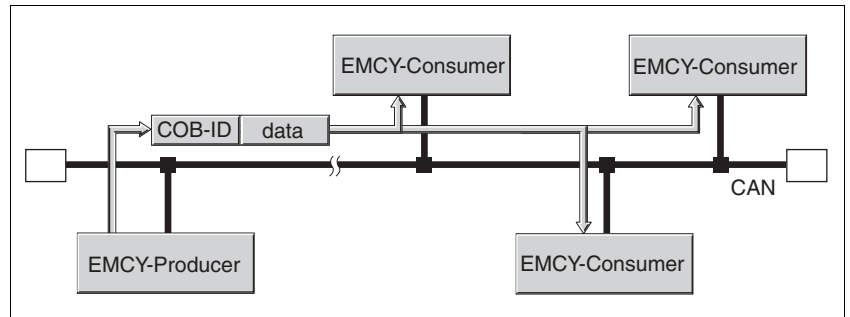 EMCY-Consumer
EMCY-Consumer
COB-ID
data
CAN
EMCY-Producer
EMCY-Consumer